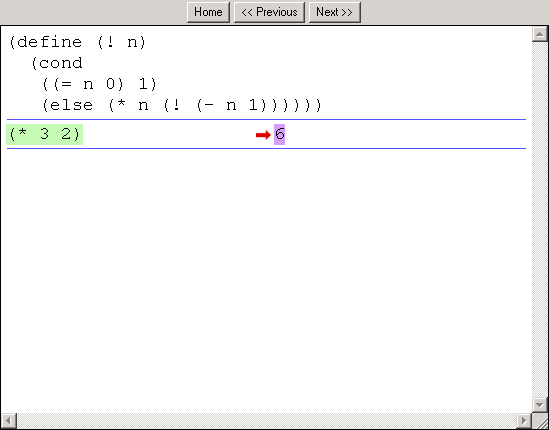 Home << Previous Next >>
(define (! n)
(cond
((= n 0) 1)
(else (* n (! (- n 1))))))
(* 3 2) → 6